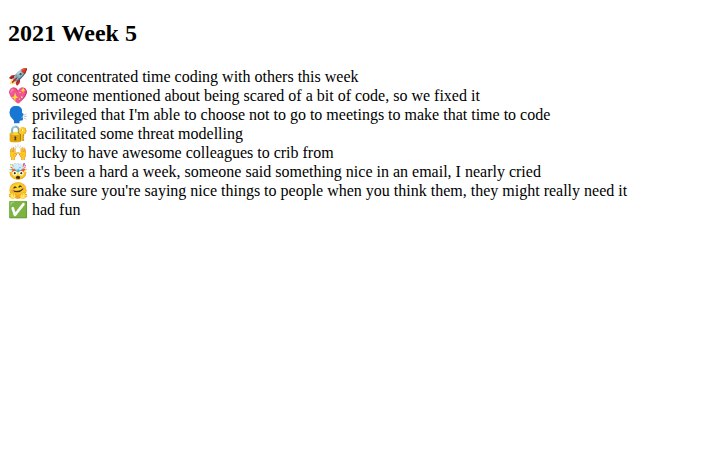 2021 Week 5
🚀 got concentrated time coding with others this week
💖 someone mentioned about being scared of a bit of code, so we fixed it
🗣️ privileged that I'm able to choose not to go to meetings to make that time to code
🔐 facilitated some threat modelling
🙌 lucky to have awesome colleagues to crib from
🤯 it's been a hard a week, someone said something nice in an email, I nearly cried
🤗 make sure you're saying nice things to people when you think them, they might really need it
✅ had fun